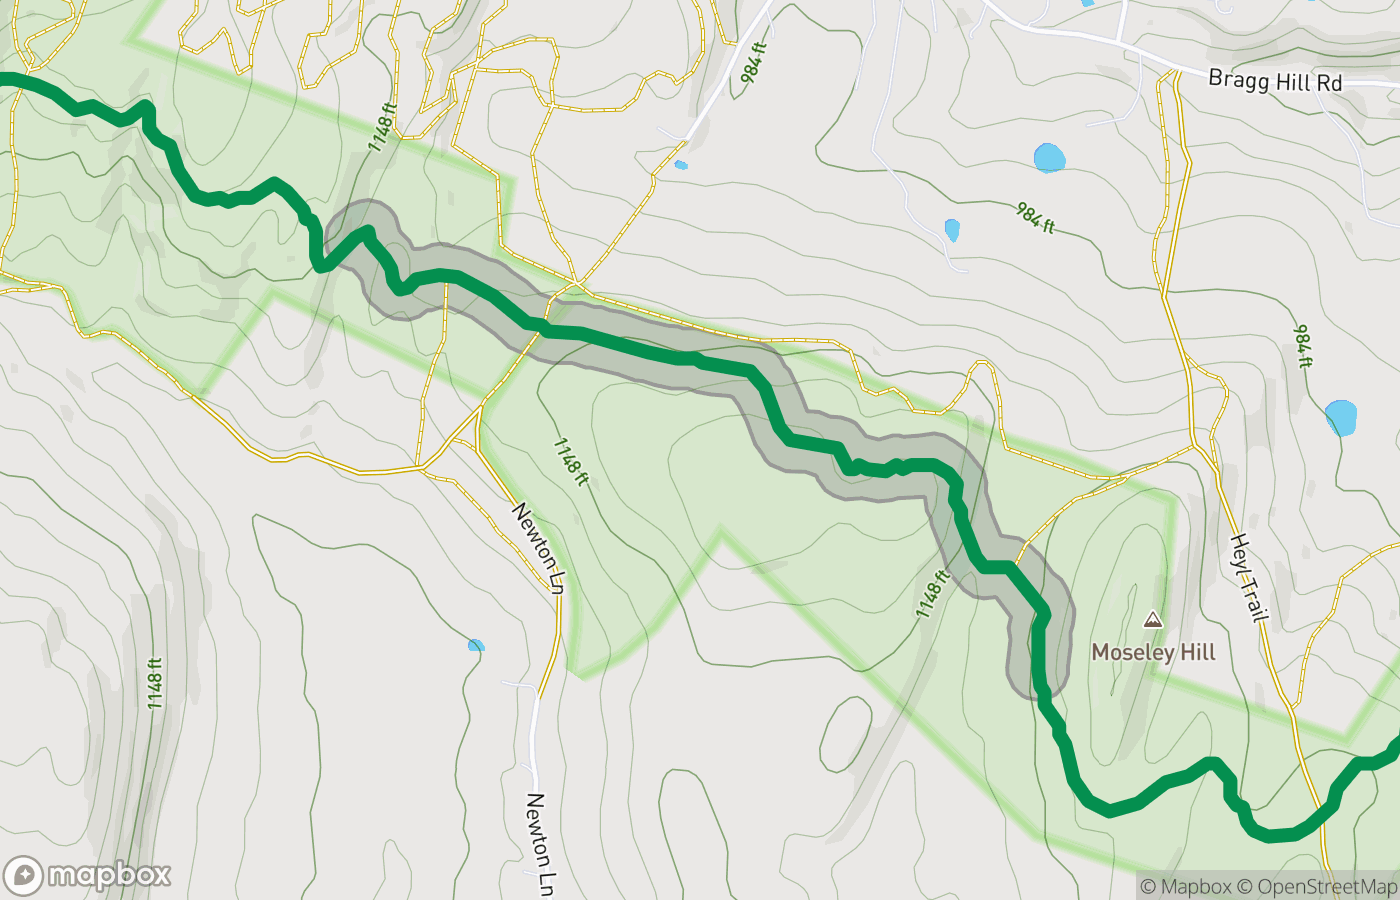 984 ft
Bragg Hill Rd
1148 ft
984 ft
984 ft
1148 ft
Newton Ln
1148 ft
Heyl Trail
Moseley Hill
1148 ft
Newton Ln
mapbox
© Mapbox © OpenStreetMap